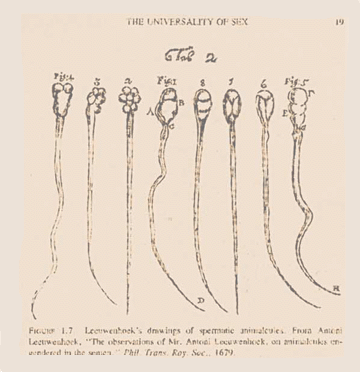 THE UNIVERSALITY OF SEX 19
Tab 2
Fig:4 3 2 Fig:1 8 7 6 Fig:5
A B C D E F G H
FIGURE 1.7. Leeuwenhoek's drawings of spermatic animalcules. From Antoni
Leeuwenhoek, "The observations of Mr. Antoni Leeuwenhoek, on animalcules en-
gendered in the semen." Phil. Trans. Roy. Soc., 1679.